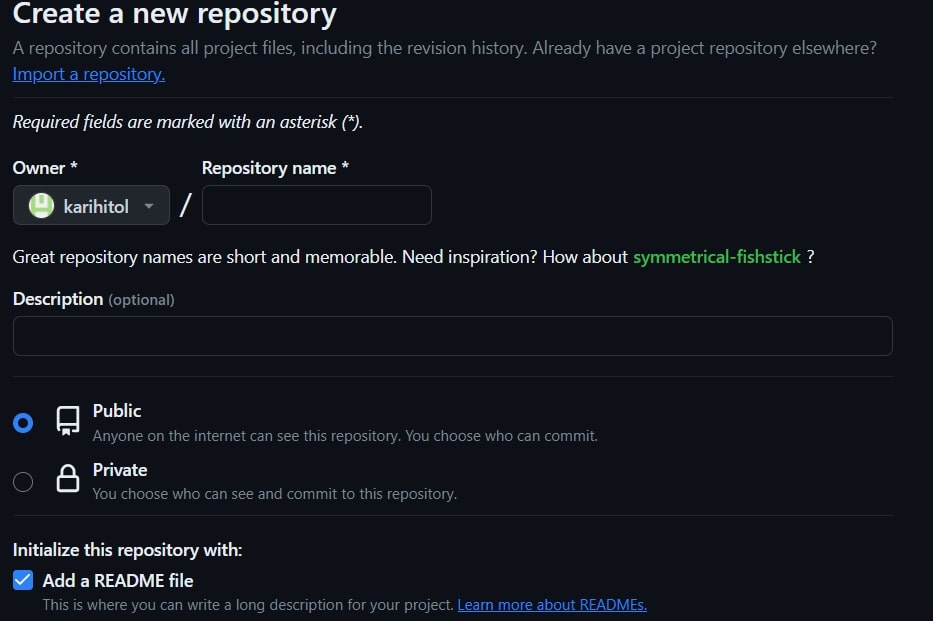 Create a new repository
A repository contains all project files, including the revision history. Already have a project repository elsewhere?
Import a repository.
Required fields are marked with an asterisk (*).
Owner * Repository name *
karihitol /
Great repository names are short and memorable. Need inspiration? How about symmetrical-fishstick ?
Description (optional)
Public
Anyone on the internet can see this repository. You choose who can commit.
Private
You choose who can see and commit to this repository.
Initialize this repository with:
Add a README file
This is where you can write a long description for your project. Learn more about READMEs.